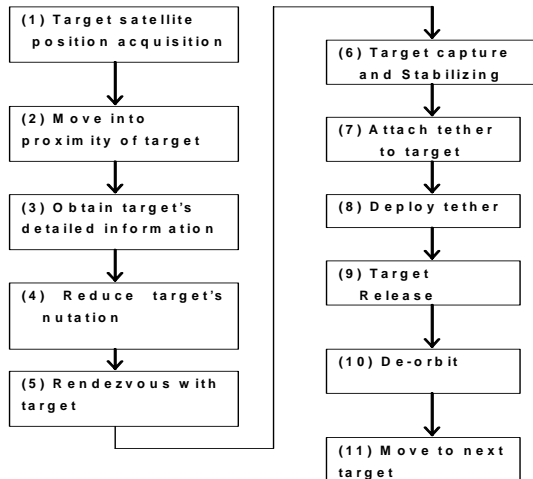 (1) Target satellite
position acquisition
(2) Move into
proximity of target
(3) Obtain target's
detailed information
(4) Reduce target's
nutation
(5) Rendezvous with
target
(6) Target capture
and Stabilizing
(7) Attach tether
to target
(8) Deploy tether
(9) Target
Release
(10) De-orbit
(11) Move to next
target